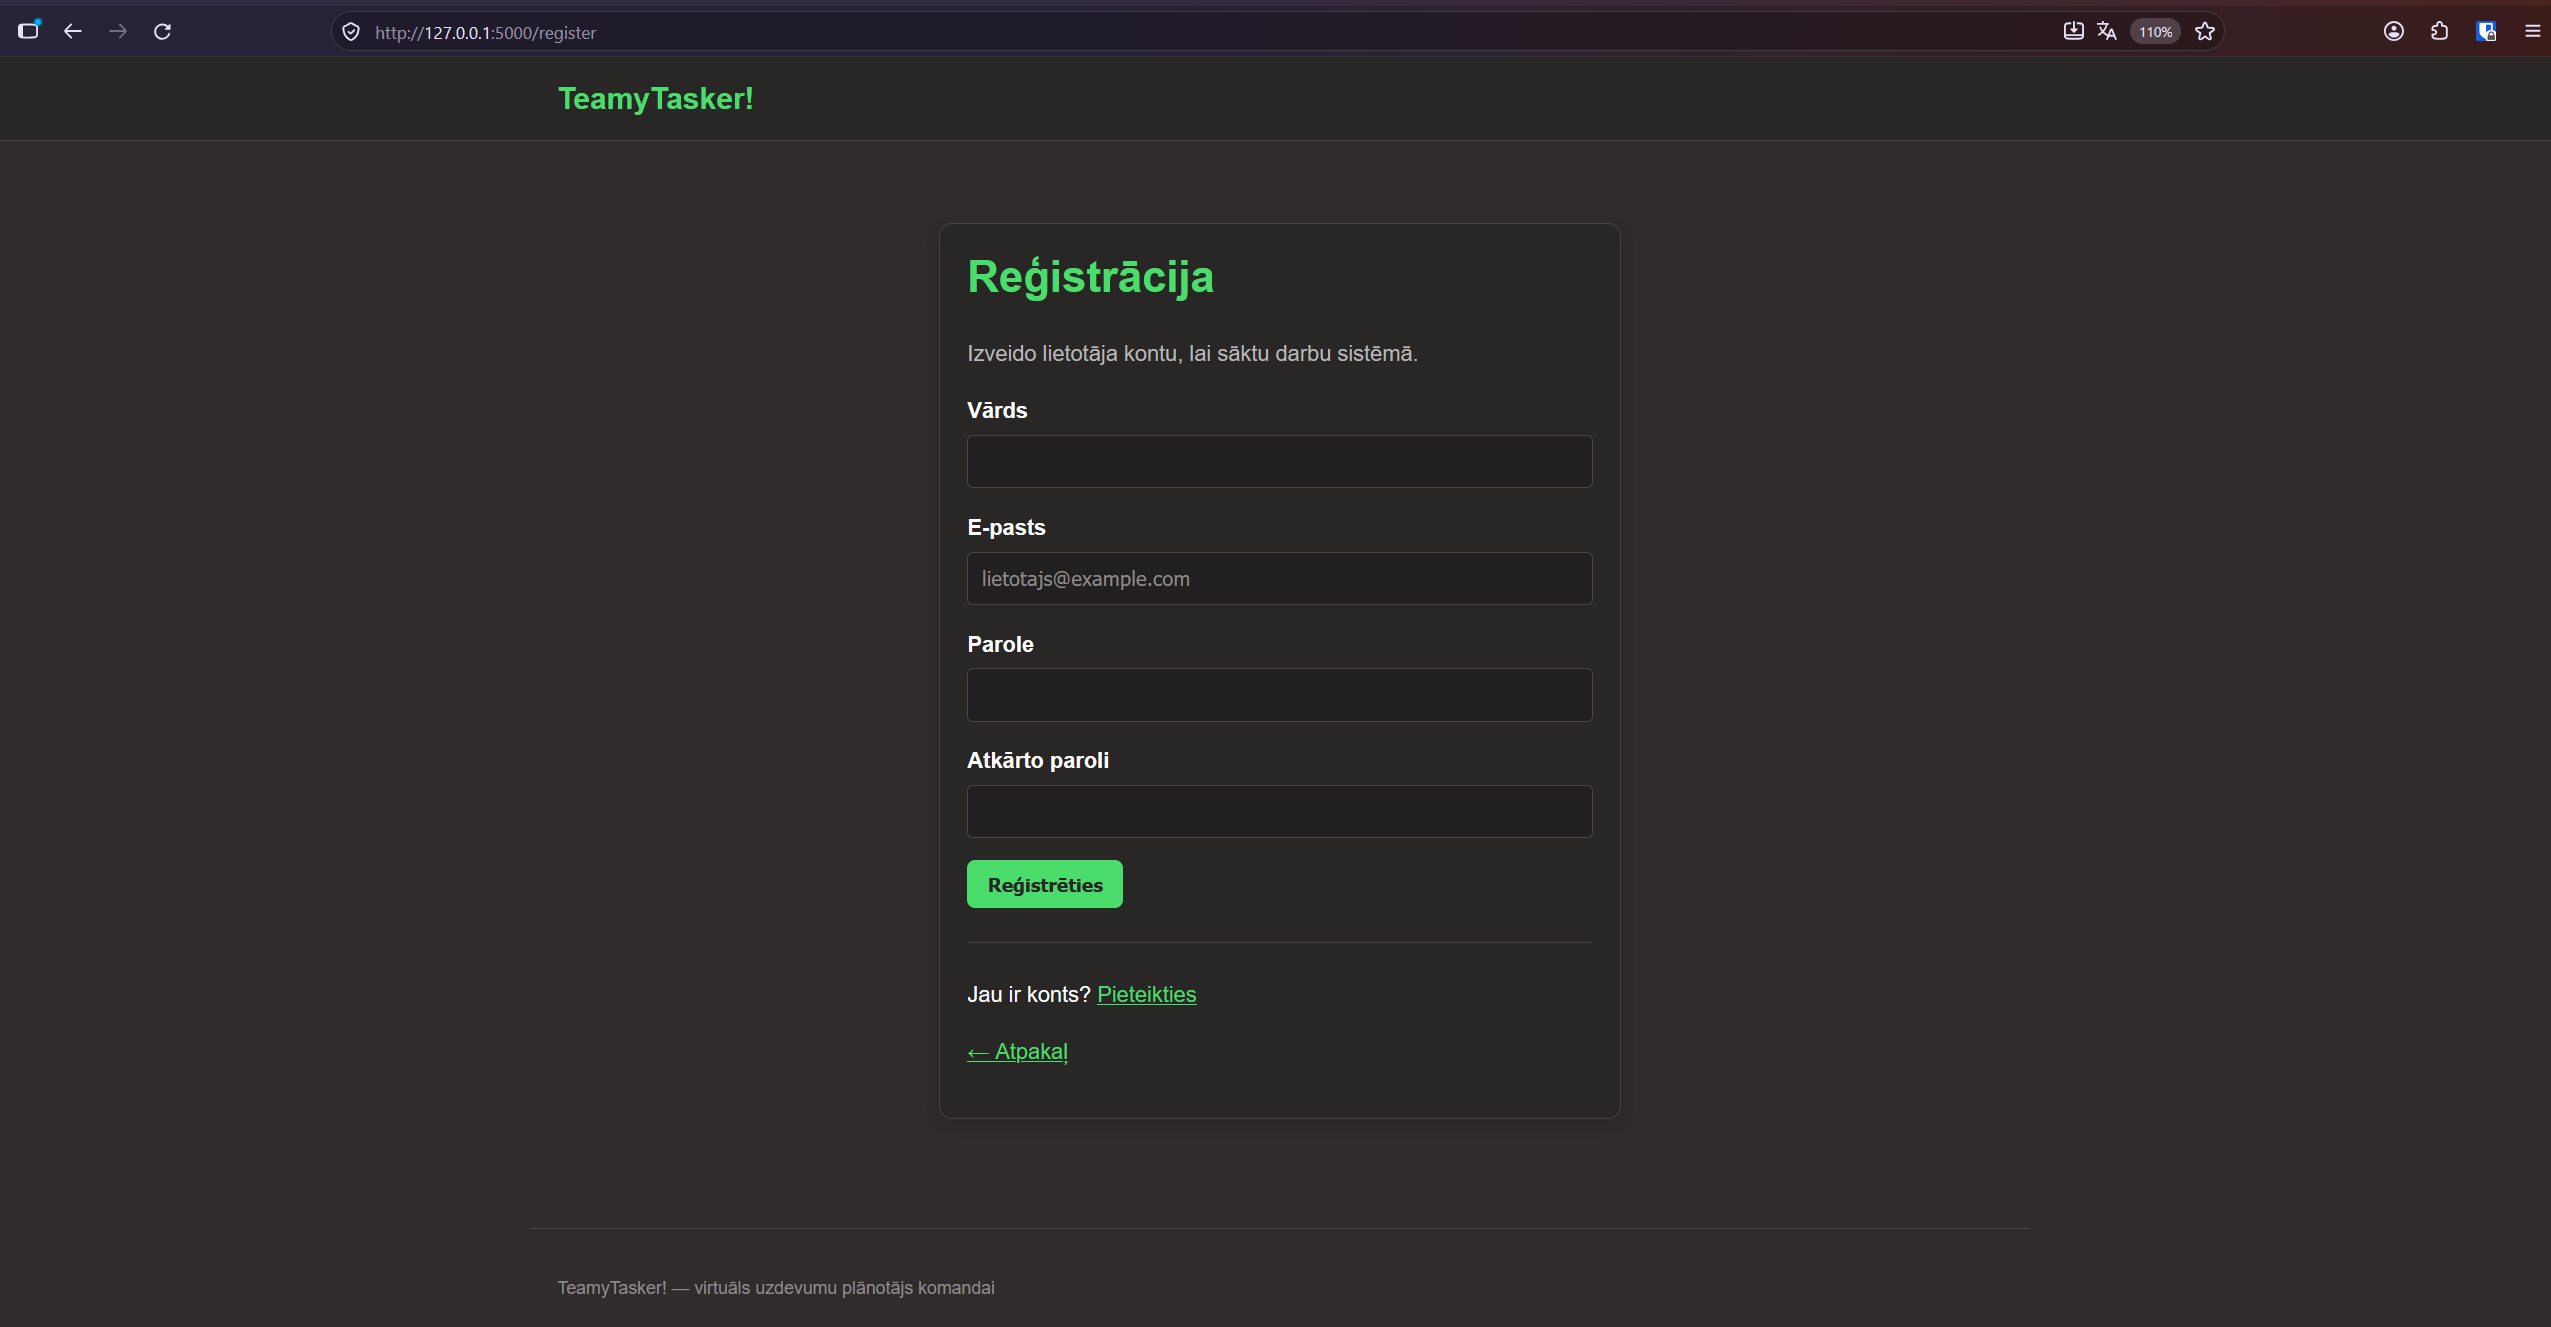 http://127.0.0.1:5000/register
110%
TeamyTasker!
Reģistrācija
Izveido lietotāja kontu, lai sāktu darbu sistēmā.
Vārds
E-pasts
lietotajs@example.com
Parole
Atkārto paroli
Reģistrēties
Jau ir konts? Pieteikties
← Atpakaļ
TeamyTasker! — virtuāls uzdevumu plānotājs komandai